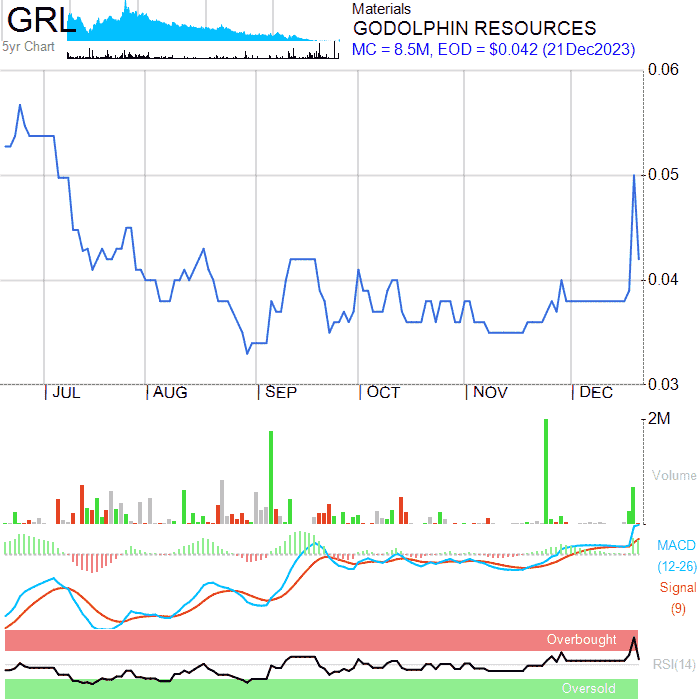 GRL
5yr Chart
Materials
GODOLPHIN RESOURCES
MC = 8.5M, EOD = $0.042 (21Dec2023)
0.06
0.05
0.04
0.03
JUL AUG SEP OCT NOV DEC
2M
Volume
MACD
(12-26)
Signal
(9)
Overbought
RSI(14)
Oversold